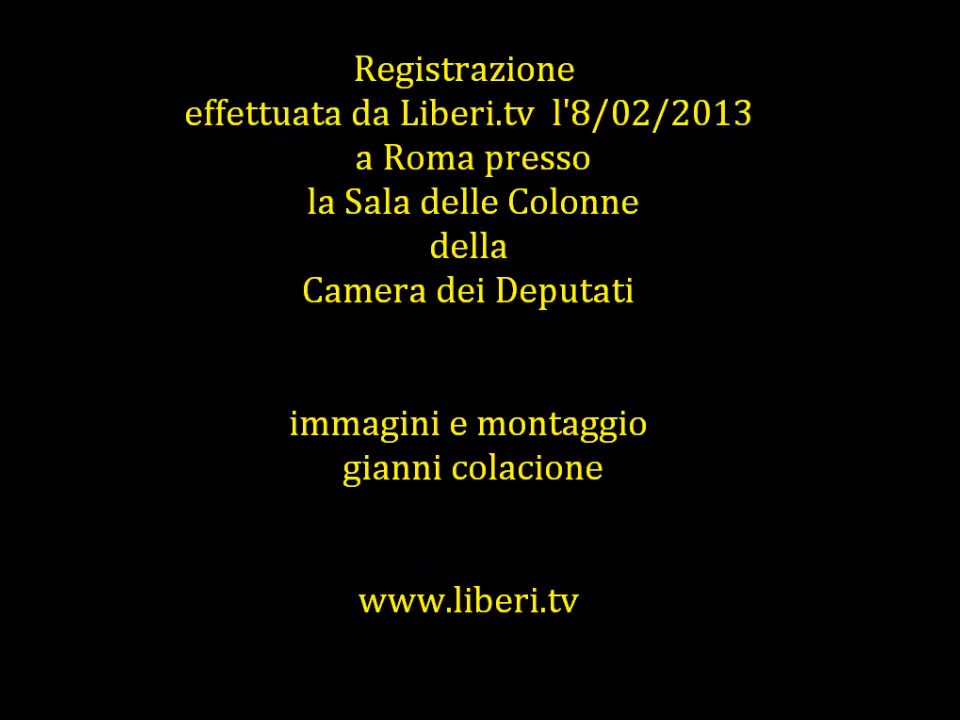 Registrazione
effettuata da Liberi.tv  l'8/02/2013
a Roma presso
la Sala delle Colonne
della
Camera dei Deputati
immagini e montaggio
gianni colacione
www.liberi.tv